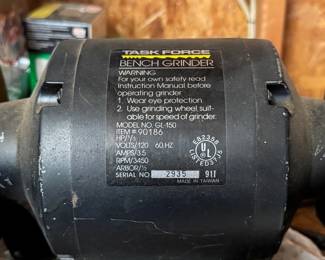 TASK FORCE
BENCH GRINDER
WARNING
For your own safety read
Instruction Manual before
operating grinder
1. Wear eye protection
2. Use grinding wheel, suit-
able for speed of grinder.
MODEL NO. GL-150
ITEM # 90186
HP/⅓
VOLTS/120 60.HZ
AMPS/3.5
RPM/3450
ARBOR/½
SERIAL NO. 2935 911
MADE IN TAIWAN
UL